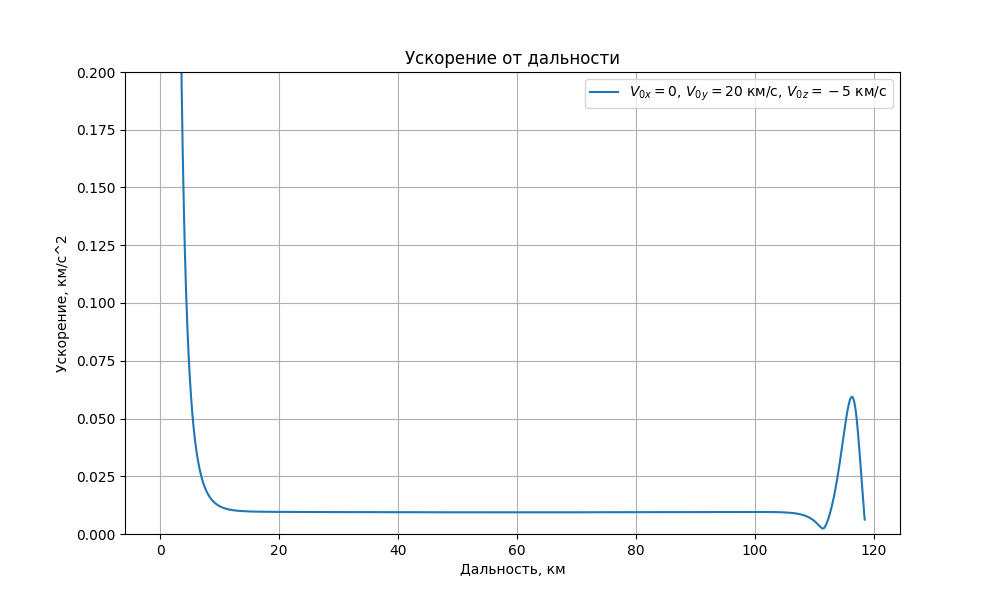 Ускорение от дальности
V₀ₓ = 0, V₀y = 20 км/с, V₀z = − 5 км/с
Ускорение, км/с^2
0.200
0.175
0.150
0.125
0.100
0.075
0.050
0.025
0.000
0 20 40 60 80 100 120
Дальность, км